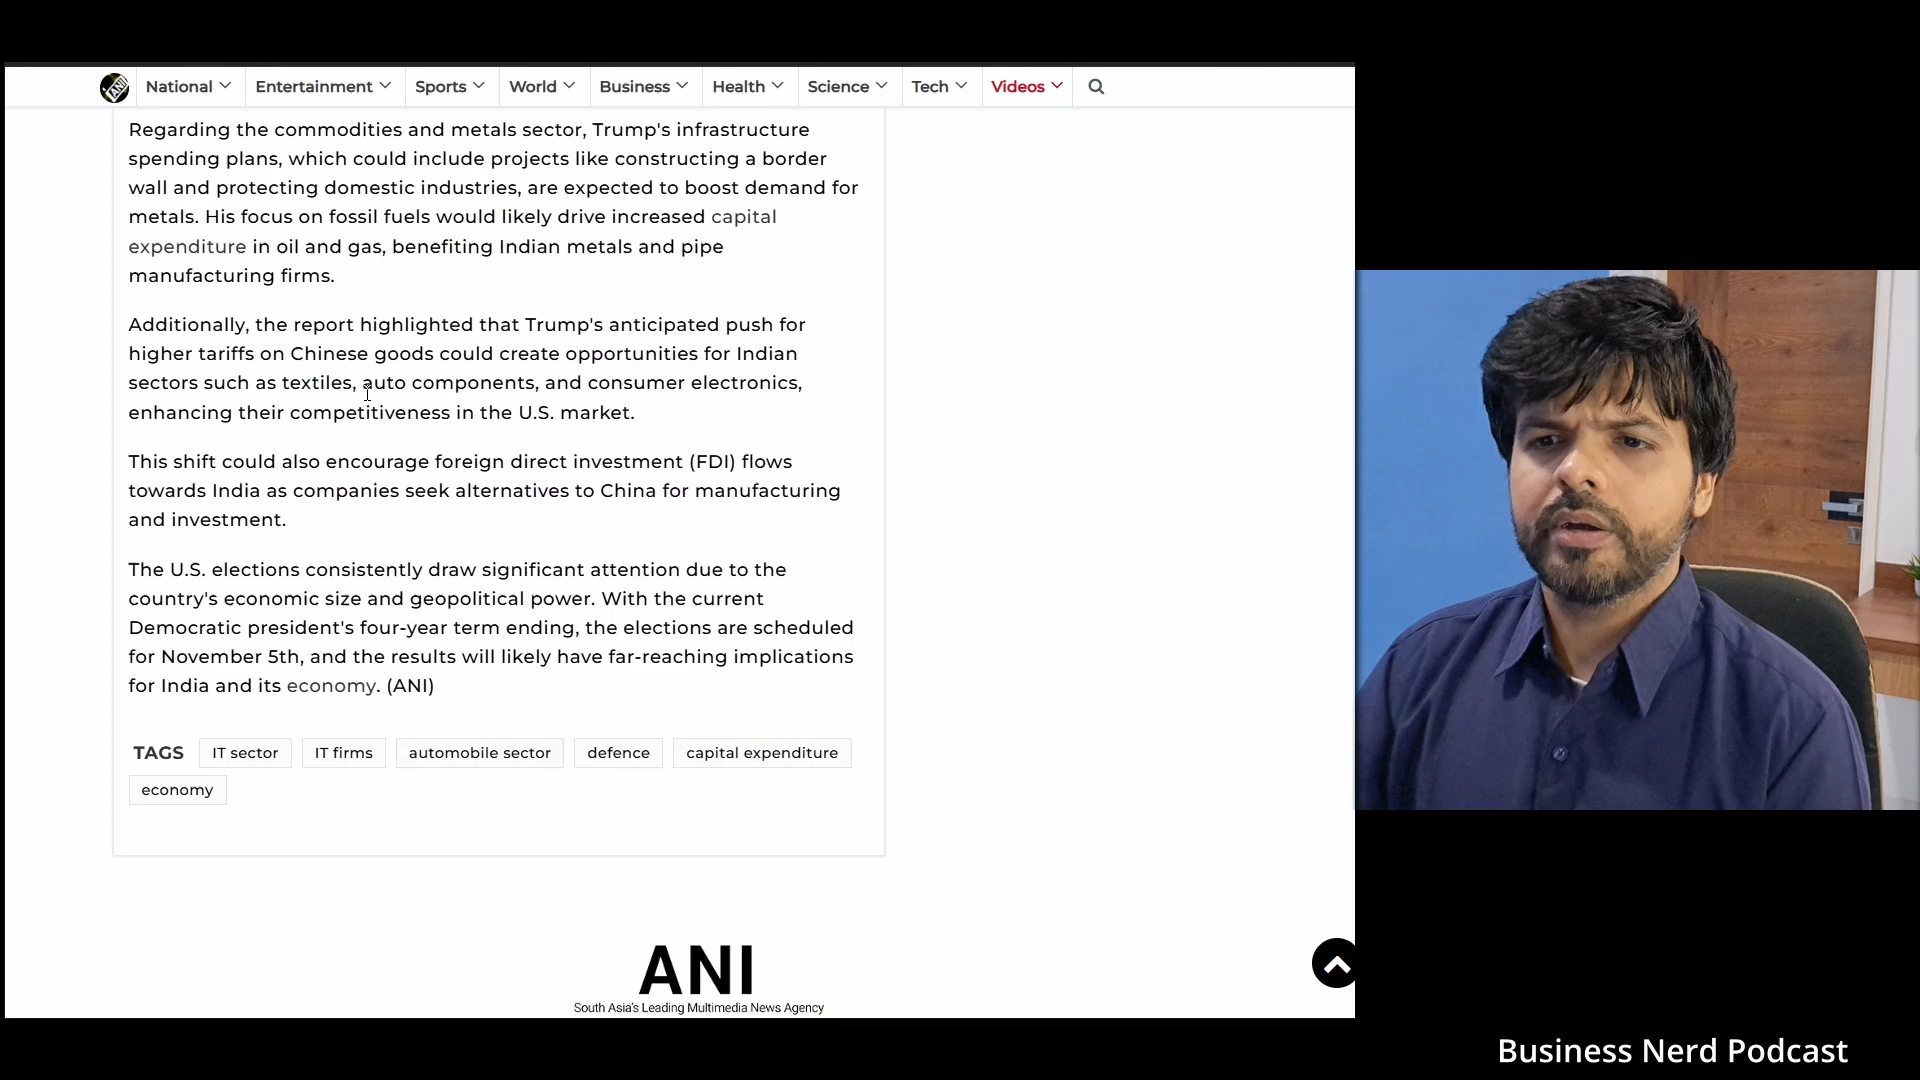 National Entertainment Sports World Business Health Science Tech Videos
Regarding the commodities and metals sector, Trump's infrastructure
spending plans, which could include projects like constructing a border
wall and protecting domestic industries, are expected to boost demand for
metals. His focus on fossil fuels would likely drive increased capital
expenditure in oil and gas, benefiting Indian metals and pipe
manufacturing firms.
Additionally, the report highlighted that Trump's anticipated push for
higher tariffs on Chinese goods could create opportunities for Indian
sectors such as textiles, auto components, and consumer electronics,
enhancing their competitiveness in the U.S. market.
This shift could also encourage foreign direct investment (FDI) flows
towards India as companies seek alternatives to China for manufacturing
and investment.
The U.S. elections consistently draw significant attention due to the
country's economic size and geopolitical power. With the current
Democratic president's four-year term ending, the elections are scheduled
for November 5th, and the results will likely have far-reaching implications
for India and its economy. (ANI)
TAGS IT sector IT firms automobile sector defence capital expenditure
economy
ANI
South Asia's Leading Multimedia News Agency
Business Nerd Podcast